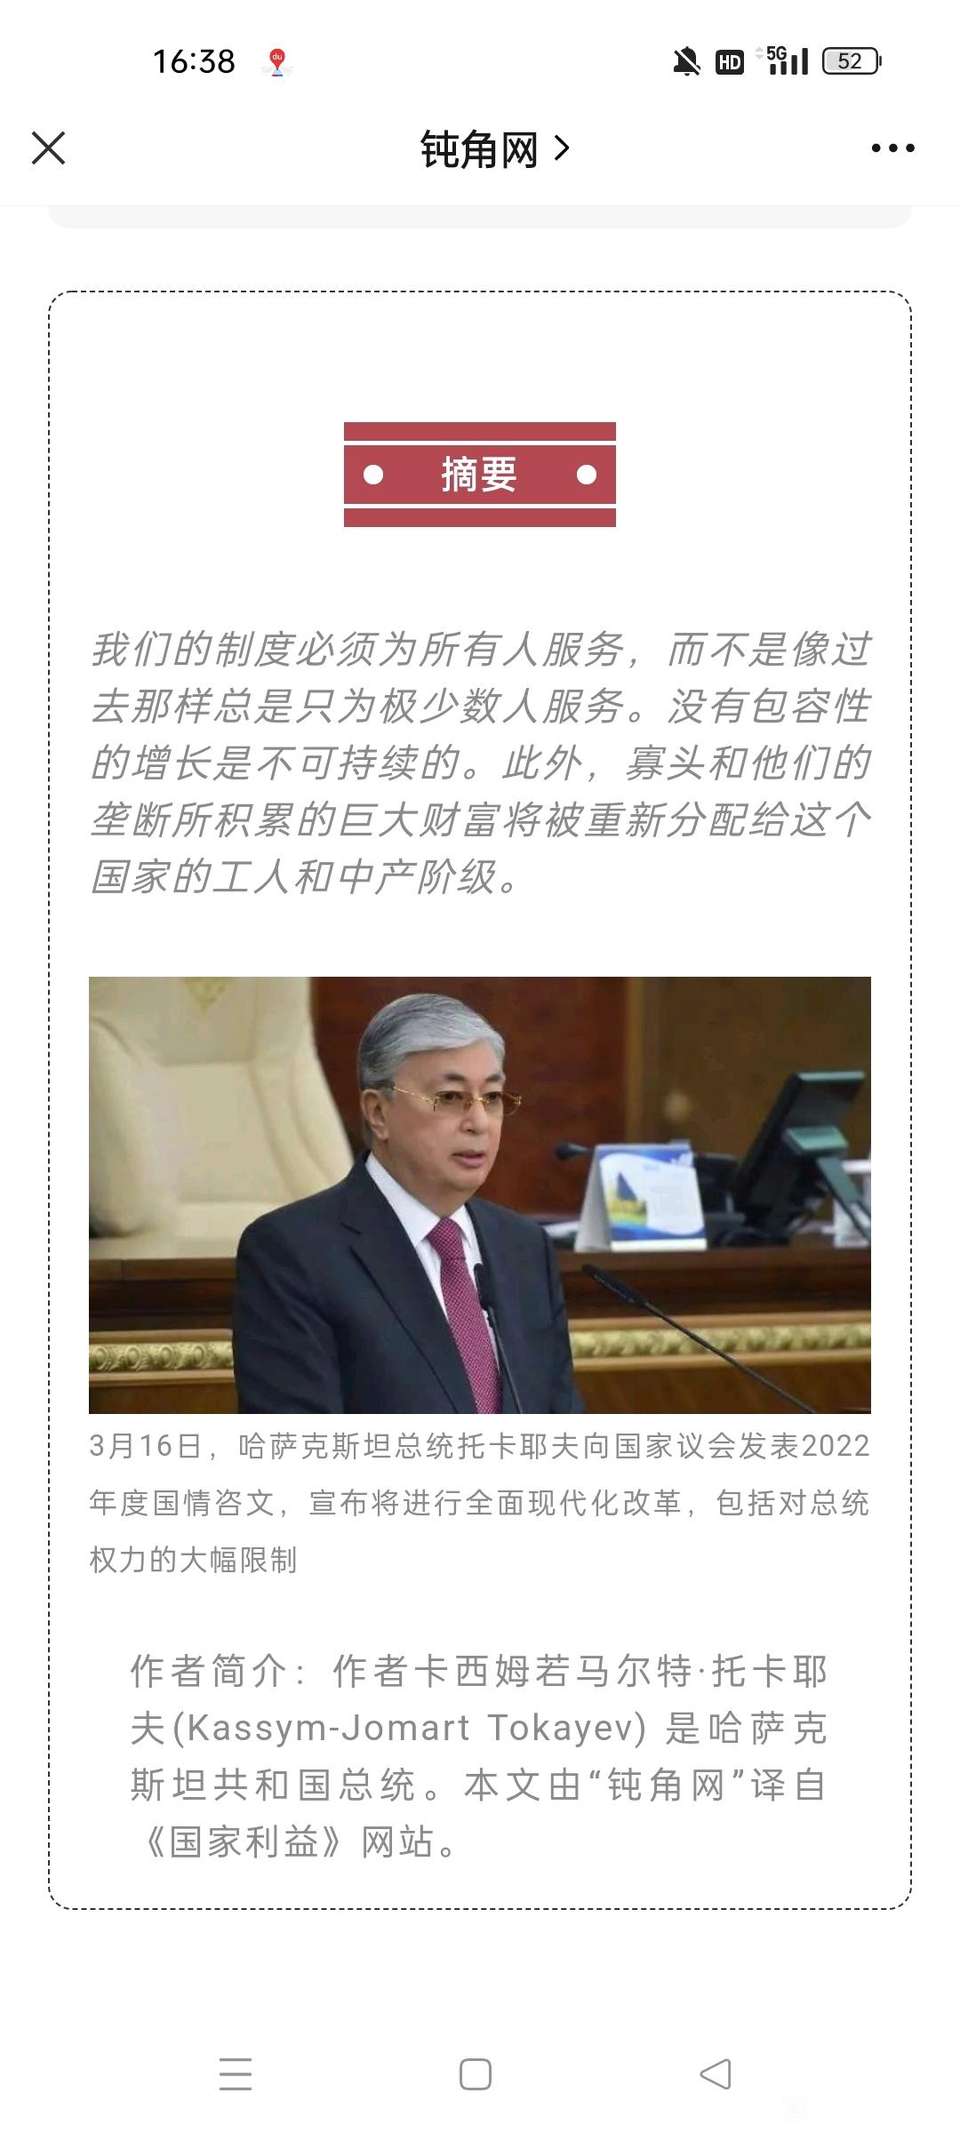 16:38
du
HD
5G
52
钝角网
摘要
我们的制度必须为所有人服务，而不是像过
去那样总是只为极少数人服务。没有包容性
的增长是不可持续的。此外，寡头和他们的
垄断所积累的巨大财富将被重新分配给这个
国家的工人和中产阶级。
3月16日，哈萨克斯坦总统托卡耶夫向国家议会发表2022
年度国情咨文，宣布将进行全面现代化改革，包括对总统
权力的大幅限制
作者简介：作者卡西姆若马尔特·托卡耶
夫(Kassym-Jomart Tokayev) 是哈萨克
斯坦共和国总统。本文由“钝角网”译自
《国家利益》网站。